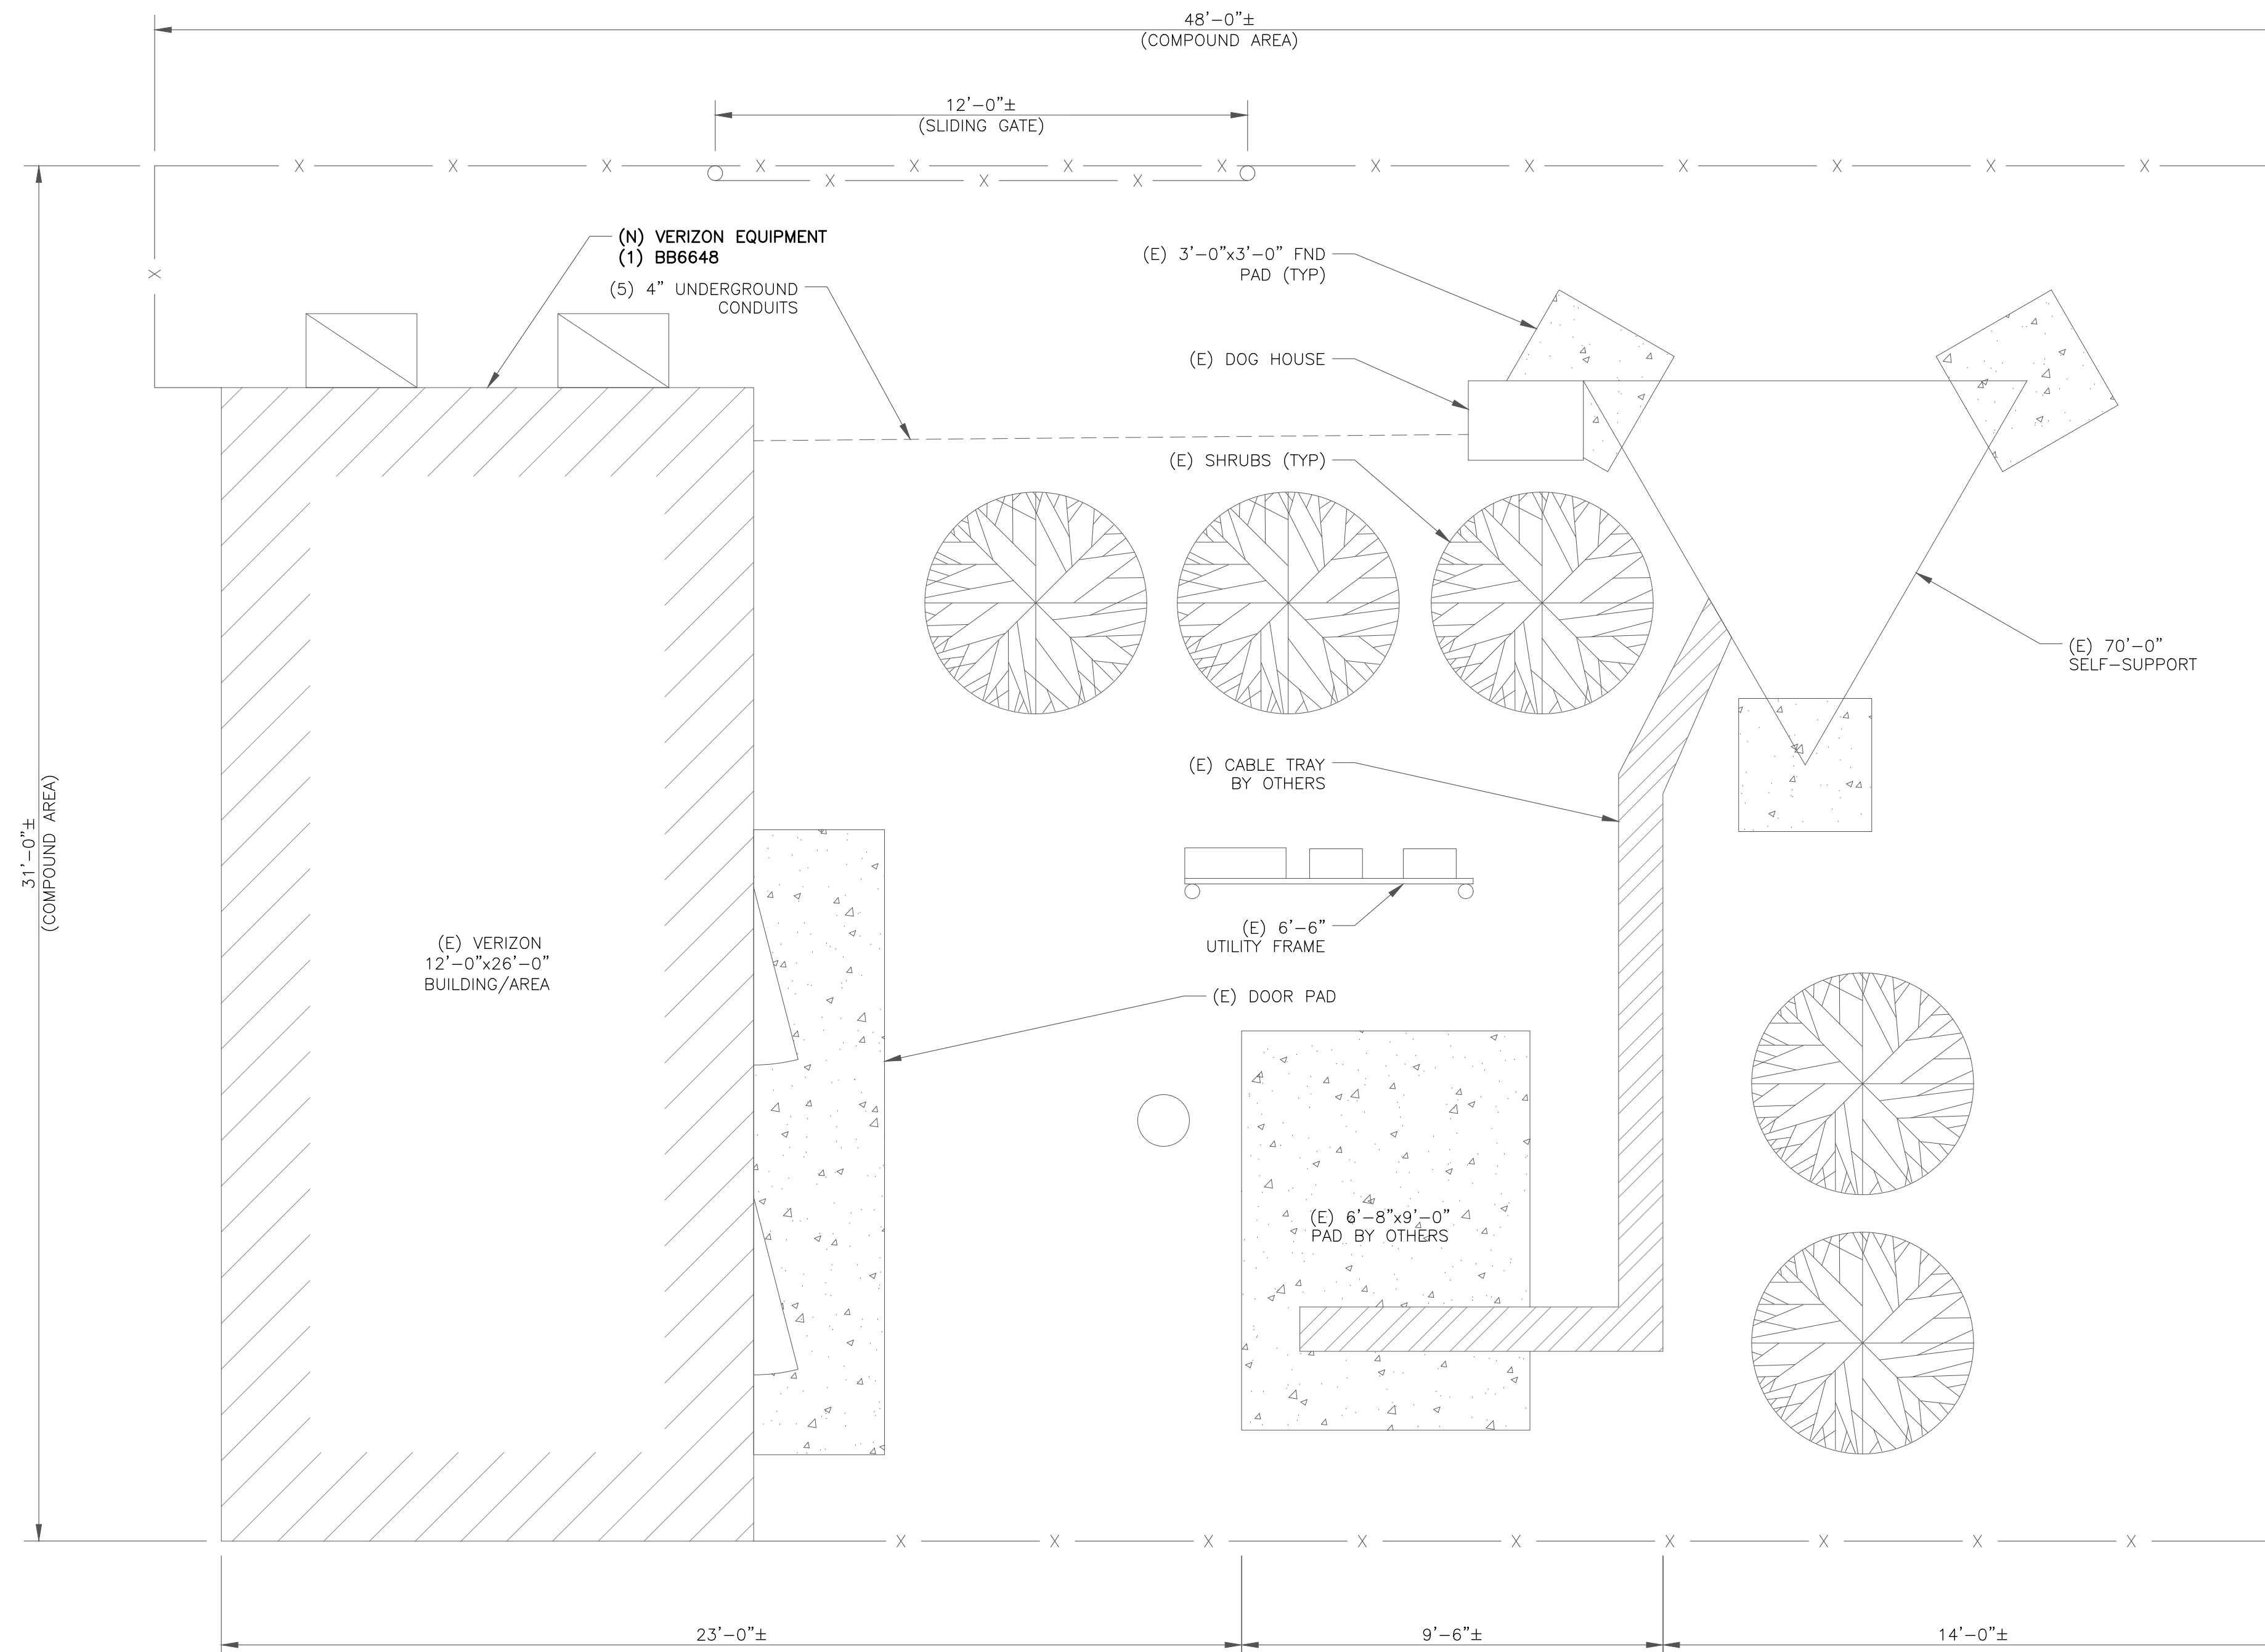 48'-0"±
(COMPOUND AREA)
12'-0"±
(SLIDING GATE)
X X X X X X X X X X X X X
X X X
X
(N) VERIZON EQUIPMENT
(1) BB6648
(5) 4" UNDERGROUND
CONDUITS
(E) 3'-0"x3'-0" FND
PAD (TYP)
(E) DOG HOUSE
(E) SHRUBS (TYP)
(E) 70'-0"
SELF-SUPPORT
(E) CABLE TRAY
BY OTHERS
31'-0"±
(COMPOUND AREA)
(E) 6'-6"
UTILITY FRAME
(E) VERIZON
12'-0"x26'-0"
BUILDING/AREA
(E) DOOR PAD
(E) 6'-8"x9'-0"
PAD BY OTHERS
X X X X X X X X X
23'-0"±
9'-6"±
14'-0"±